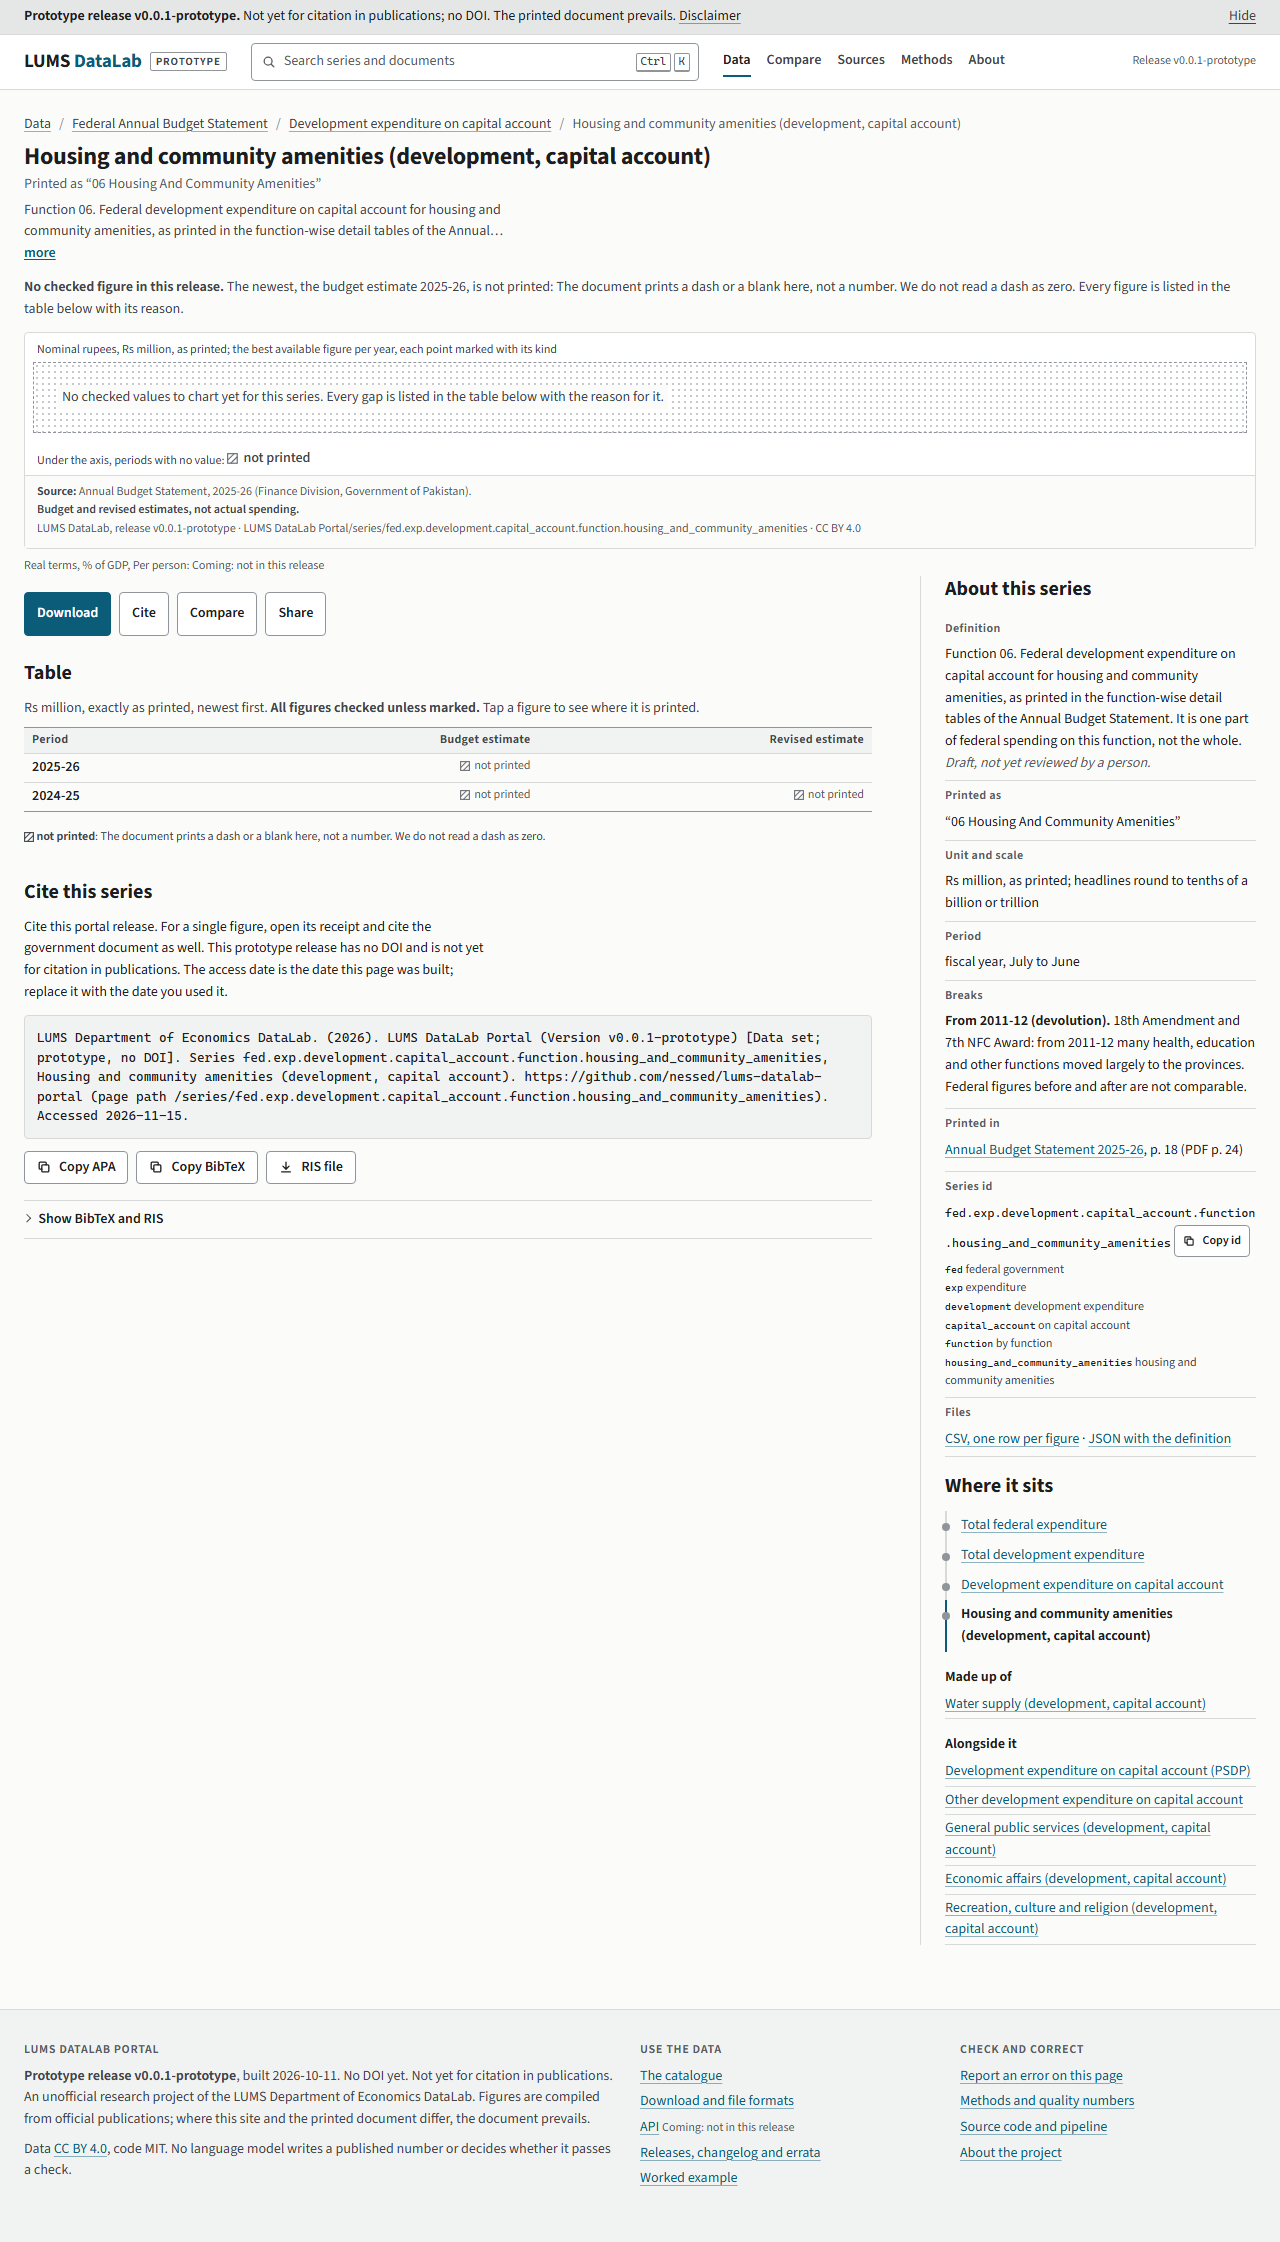 Prototype release v0.0.1-prototype. Not yet for citation in publications; no DOI. The printed document prevails. Disclaimer
Hide
LUMS DataLab PROTOTYPE
Search series and documents Ctrl K
Data Compare Sources Methods About
Release v0.0.1-prototype
Data / Federal Annual Budget Statement / Development expenditure on capital account / Housing and community amenities (development, capital account)
Housing and community amenities (development, capital account)
Printed as “06 Housing And Community Amenities”
Function 06. Federal development expenditure on capital account for housing and
community amenities, as printed in the function-wise detail tables of the Annual…
more
No checked figure in this release. The newest, the budget estimate 2025-26, is not printed: The document prints a dash or a blank here, not a number. We do not read a dash as zero. Every figure is listed in the
table below with its reason.
Nominal rupees, Rs million, as printed; the best available figure per year, each point marked with its kind
No checked values to chart yet for this series. Every gap is listed in the table below with the reason for it.
Under the axis, periods with no value: not printed
Source: Annual Budget Statement, 2025-26 (Finance Division, Government of Pakistan).
Budget and revised estimates, not actual spending.
LUMS DataLab, release v0.0.1-prototype · LUMS DataLab Portal/series/fed.exp.development.capital_account.function.housing_and_community_amenities · CC BY 4.0
Real terms, % of GDP, Per person: Coming: not in this release
Download Cite Compare Share
Table
Rs million, exactly as printed, newest first. All figures checked unless marked. Tap a figure to see where it is printed.
Period Budget estimate Revised estimate
2025-26 not printed
2024-25 not printed not printed
not printed: The document prints a dash or a blank here, not a number. We do not read a dash as zero.
Cite this series
Cite this portal release. For a single figure, open its receipt and cite the
government document as well. This prototype release has no DOI and is not yet
for citation in publications. The access date is the date this page was built;
replace it with the date you used it.
LUMS Department of Economics DataLab. (2026). LUMS DataLab Portal (Version v0.0.1-prototype) [Data set;
prototype, no DOI]. Series fed.exp.development.capital_account.function.housing_and_community_amenities,
Housing and community amenities (development, capital account). https://github.com/nessed/lums-datalab-
portal (page path /series/fed.exp.development.capital_account.function.housing_and_community_amenities).
Accessed 2026-11-15.
Copy APA Copy BibTeX RIS file
Show BibTeX and RIS
About this series
Definition
Function 06. Federal development expenditure on
capital account for housing and community
amenities, as printed in the function-wise detail
tables of the Annual Budget Statement. It is one part
of federal spending on this function, not the whole.
Draft, not yet reviewed by a person.
Printed as
“06 Housing And Community Amenities”
Unit and scale
Rs million, as printed; headlines round to tenths of a
billion or trillion
Period
fiscal year, July to June
Breaks
From 2011-12 (devolution). 18th Amendment and
7th NFC Award: from 2011-12 many health, education
and other functions moved largely to the provinces.
Federal figures before and after are not comparable.
Printed in
Annual Budget Statement 2025-26, p. 18 (PDF p. 24)
Series id
fed.exp.development.capital_account.function
.housing_and_community_amenities Copy id
fed federal government
exp expenditure
development development expenditure
capital_account on capital account
function by function
housing_and_community_amenities housing and
community amenities
Files
CSV, one row per figure · JSON with the definition
Where it sits
Total federal expenditure
Total development expenditure
Development expenditure on capital account
Housing and community amenities
(development, capital account)
Made up of
Water supply (development, capital account)
Alongside it
Development expenditure on capital account (PSDP)
Other development expenditure on capital account
General public services (development, capital
account)
Economic affairs (development, capital account)
Recreation, culture and religion (development,
capital account)
LUMS DATALAB PORTAL
Prototype release v0.0.1-prototype, built 2026-10-11. No DOI yet. Not yet for citation in publications.
An unofficial research project of the LUMS Department of Economics DataLab. Figures are compiled
from official publications; where this site and the printed document differ, the document prevails.
Data CC BY 4.0, code MIT. No language model writes a published number or decides whether it passes
a check.
USE THE DATA
The catalogue
Download and file formats
API Coming: not in this release
Releases, changelog and errata
Worked example
CHECK AND CORRECT
Report an error on this page
Methods and quality numbers
Source code and pipeline
About the project